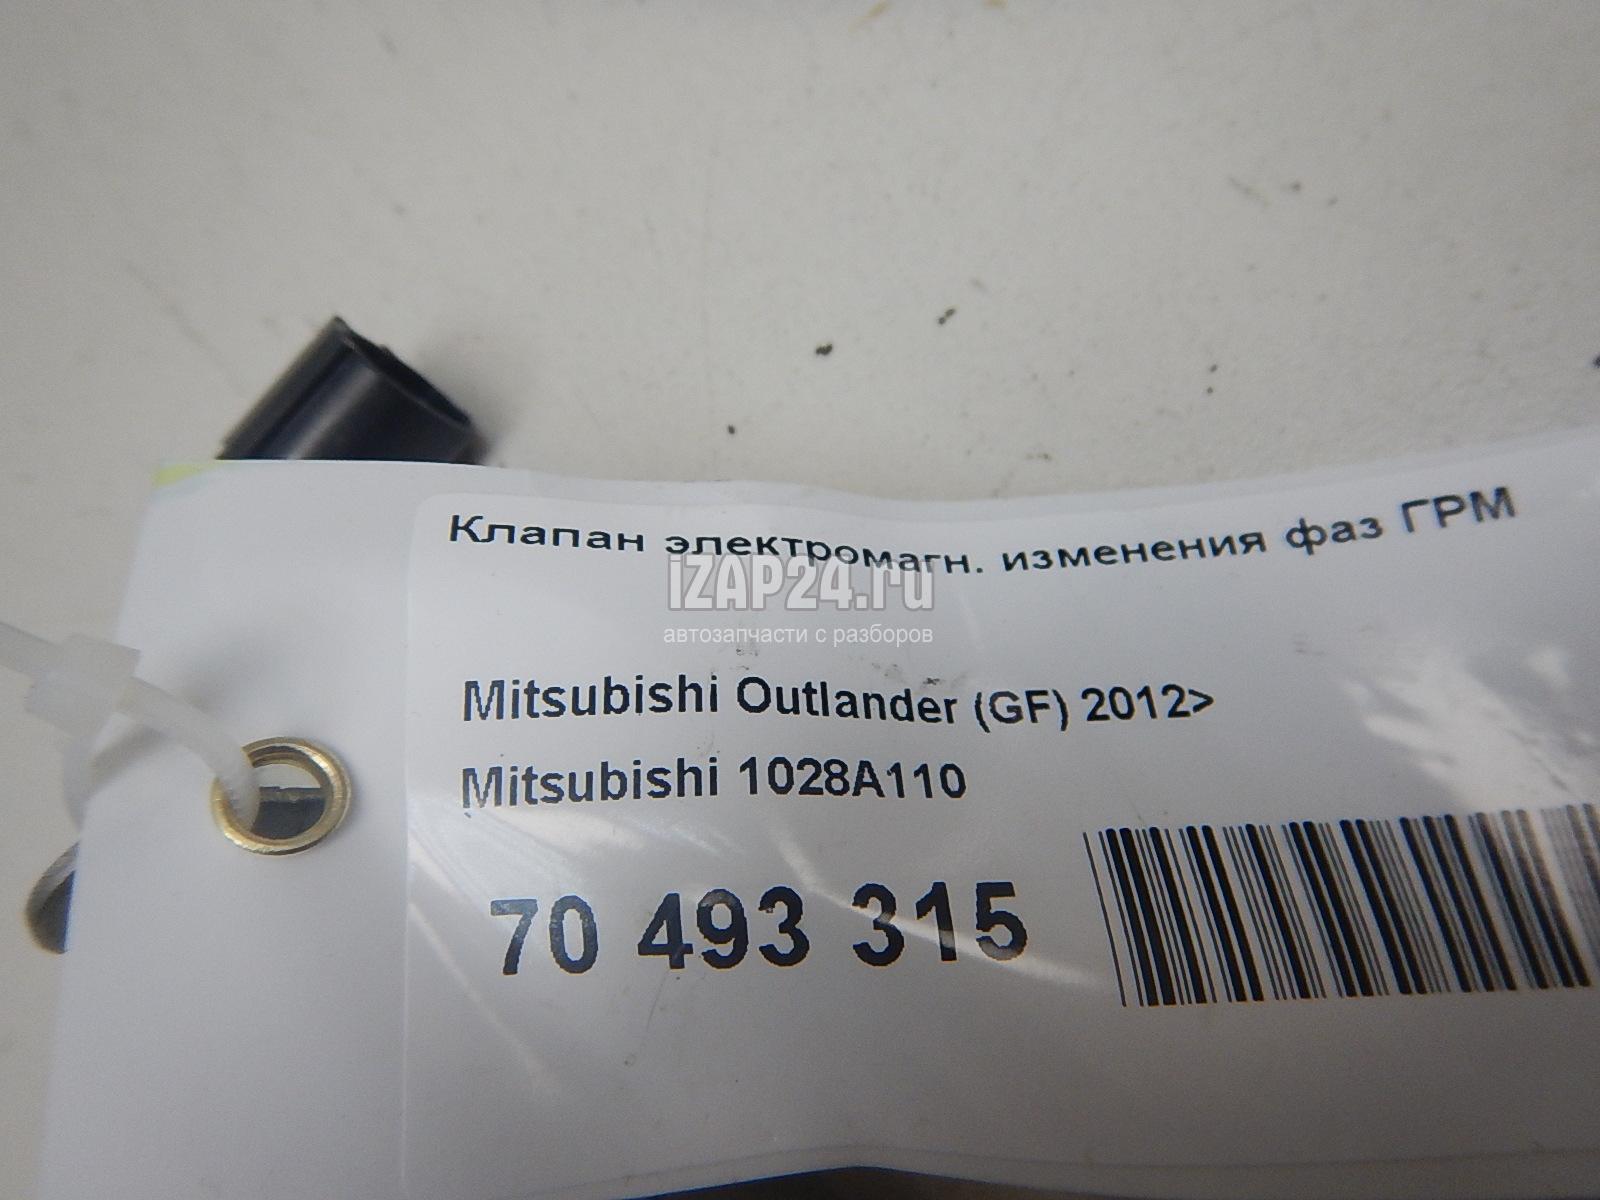 Клапан электромагн. изменения фаз ГРМ
iZAP24.ru
автозапчасти с разборов
Mitsubishi Outlander (GF) 2012>
Mitsubishi 1028A110
70 493 315